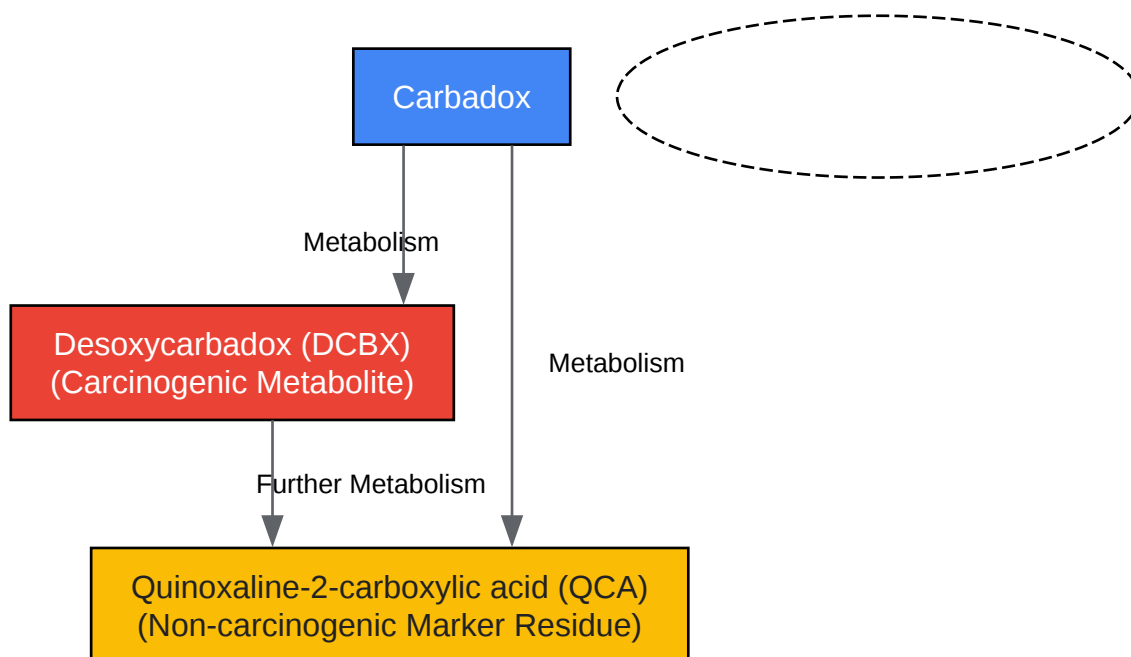 Carbadox
Metabolism
Desoxycarbadox (DCBX)
(Carcinogenic Metabolite)
Metabolism
Further Metabolism
Quinoxaline-2-carboxylic acid (QCA)
(Non-carcinogenic Marker Residue)